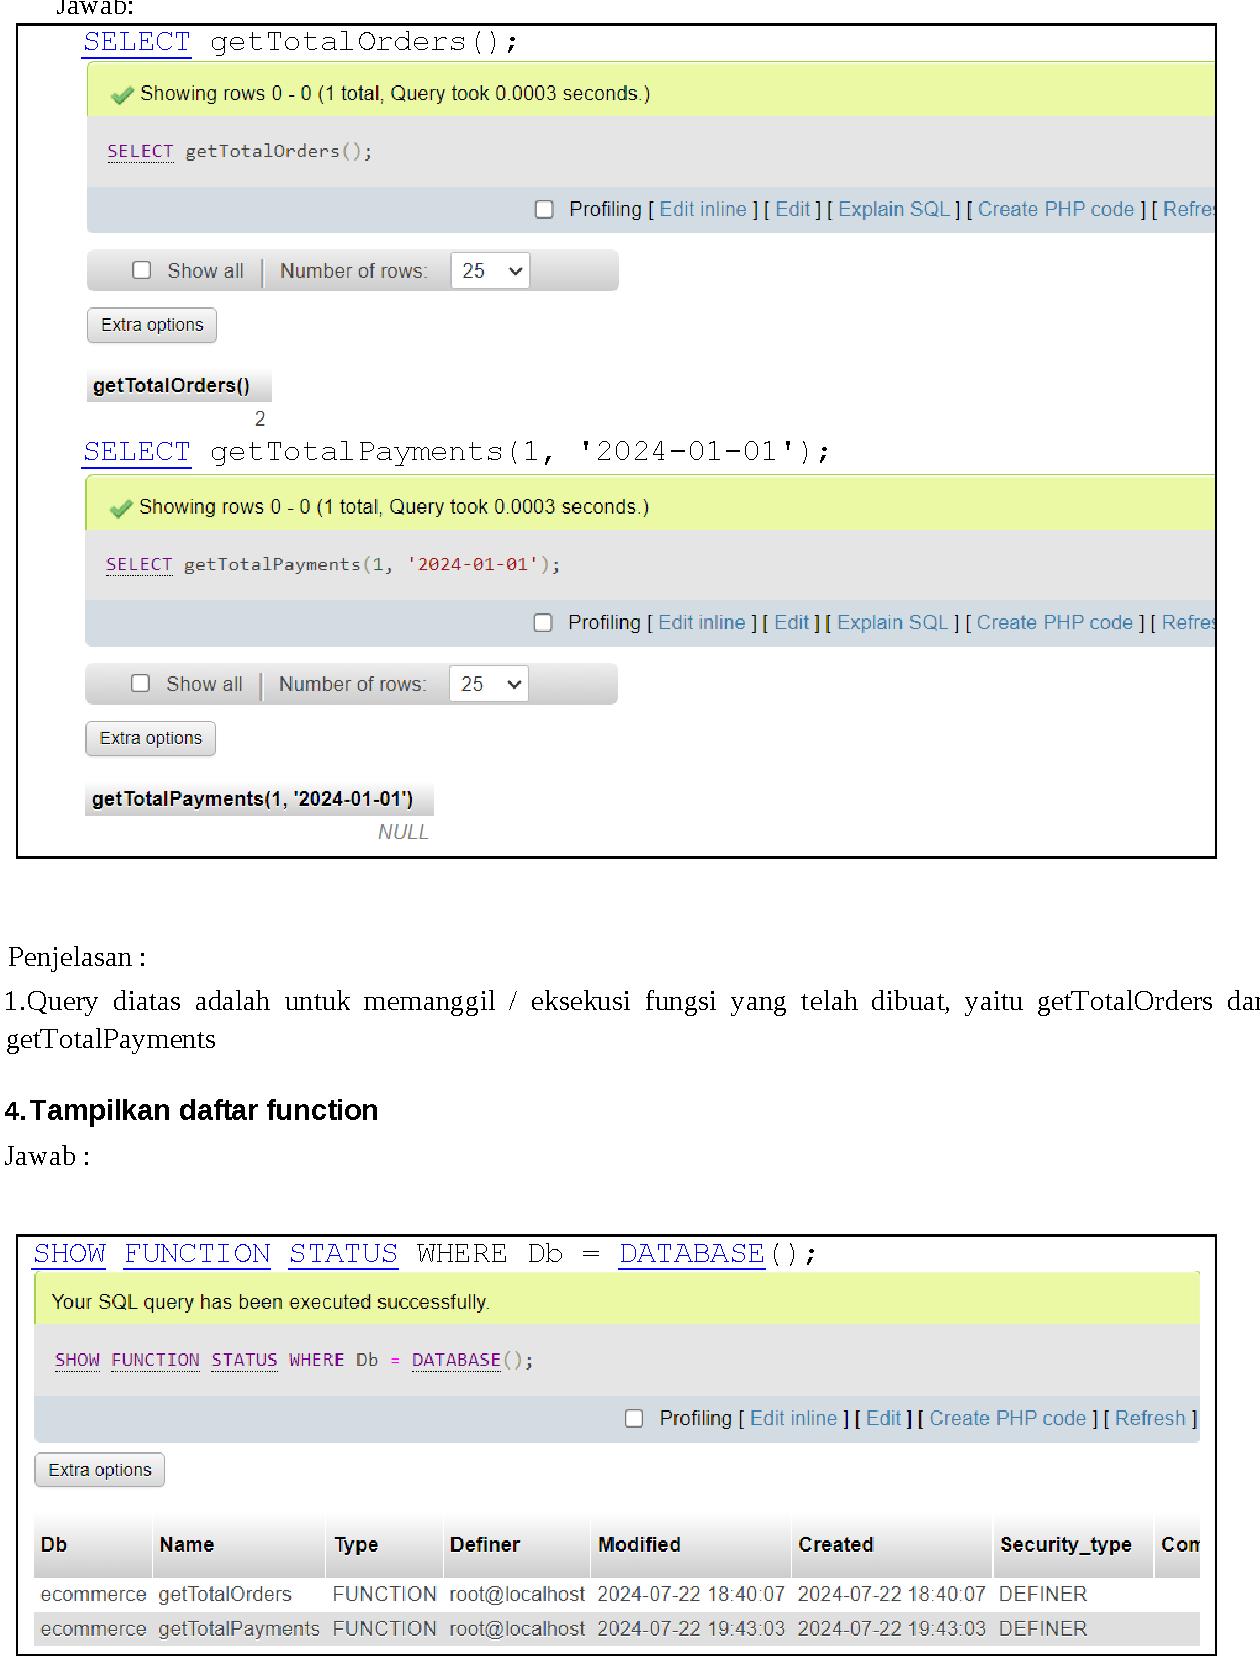 Jawab:
SELECT getTotalOrders();
Showing rows 0 - 0 (1 total, Query took 0.0003 seconds.)
SELECT getTotalOrders();
Profiling [ Edit inline ] [ Edit ] [ Explain SQL ] [ Create PHP code ] [ Refres
Show all | Number of rows: 25
Extra options
getTotalOrders()
2
SELECT getTotalPayments(1, '2024-01-01');
Showing rows 0 - 0 (1 total, Query took 0.0003 seconds.)
SELECT getTotalPayments(1, '2024-01-01');
Profiling [ Edit inline ] [ Edit ] [ Explain SQL ] [ Create PHP code ] [ Refres
Show all | Number of rows: 25
Extra options
getTotalPayments(1, '2024-01-01')
NULL
Penjelasan :
1.Query diatas adalah untuk memanggil / eksekusi fungsi yang telah dibuat, yaitu getTotalOrders dan
getTotalPayments
4.Tampilkan daftar function
Jawab :
SHOW FUNCTION STATUS WHERE Db = DATABASE();
Your SQL query has been executed successfully.
SHOW FUNCTION STATUS WHERE Db = DATABASE();
Profiling [ Edit inline ] [ Edit ] [ Create PHP code ] [ Refresh ]
Extra options
Db Name Type Definer Modified Created Security_type Com
ecommerce getTotalOrders FUNCTION root@localhost 2024-07-22 18:40:07 2024-07-22 18:40:07 DEFINER
ecommerce getTotalPayments FUNCTION root@localhost 2024-07-22 19:43:03 2024-07-22 19:43:03 DEFINER